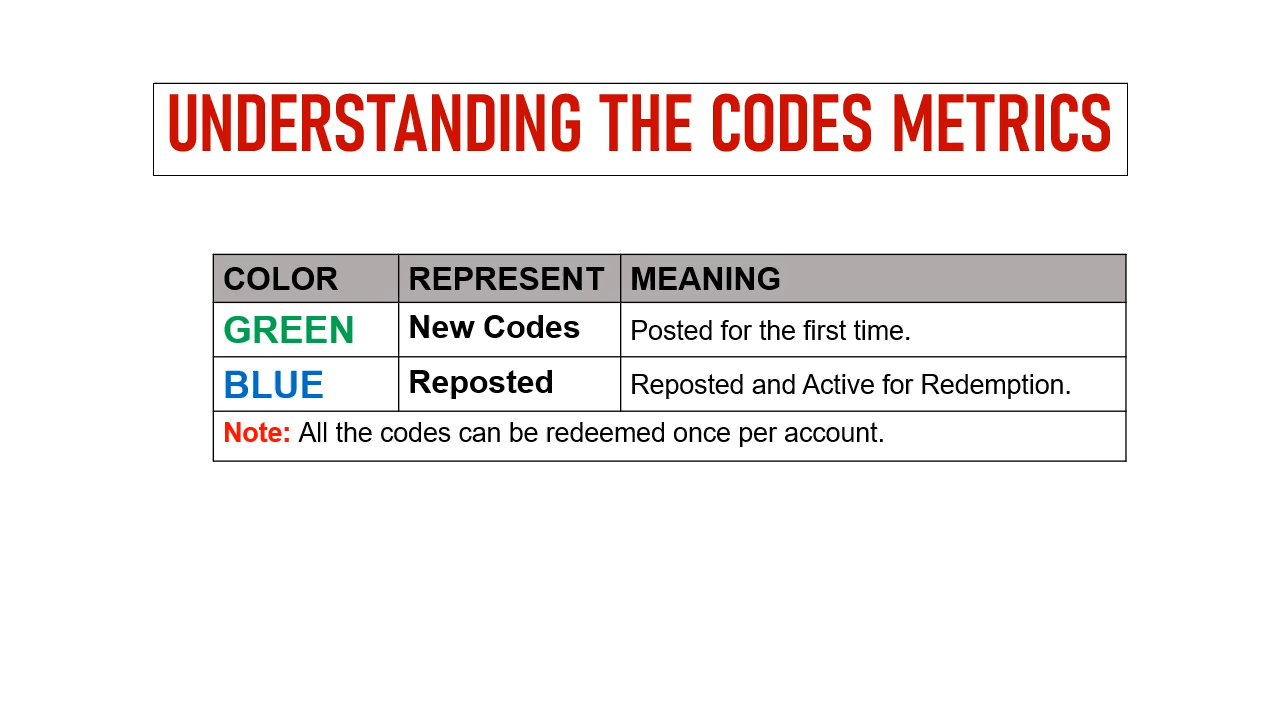 UNDERSTANDING THE CODES METRICS
COLOR REPRESENT MEANING
GREEN New Codes Posted for the first time.
BLUE Reposted Reposted and Active for Redemption.
Note: All the codes can be redeemed once per account.